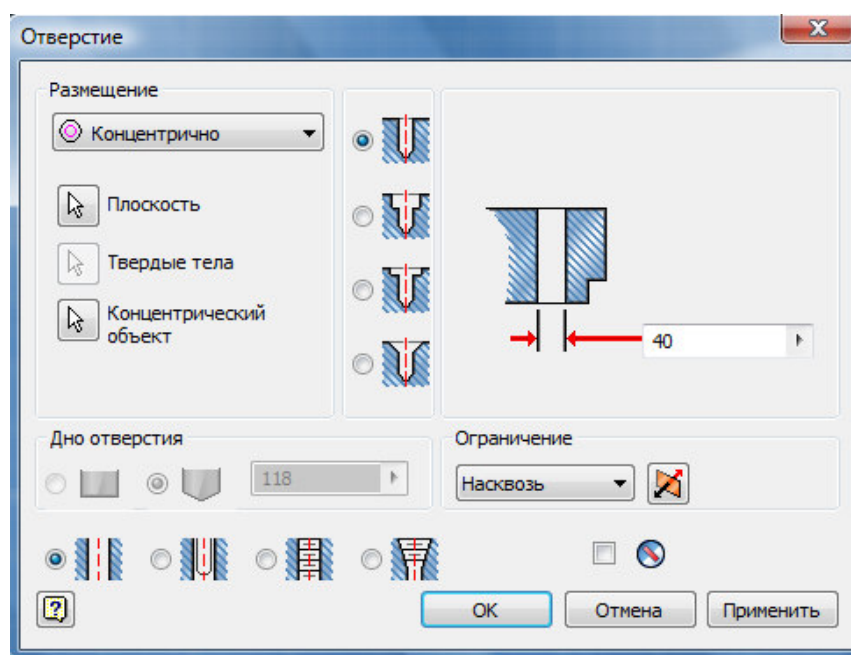 Отверстие
Размещение
Концентрично
Плоскость
Твердые тела
Концентрический
объект
40
Дно отверстия
118
Ограничение
Насквозь
OK
Отмена
Применить